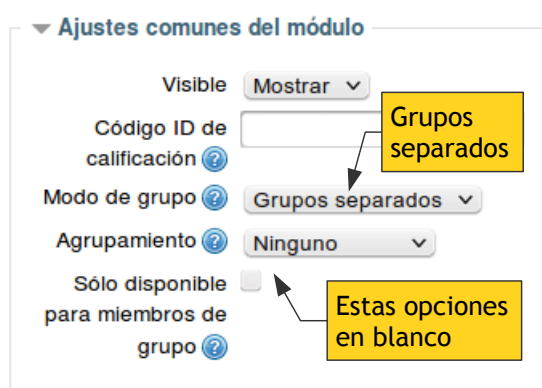 Ajustes comunes del módulo
Visible
Mostrar
Código ID de
calificación
Grupos
separados
Modo de grupo
Grupos separados
Agrupamiento
Ninguno
Sólo disponible
para miembros de
grupo
Estas opciones
en blanco